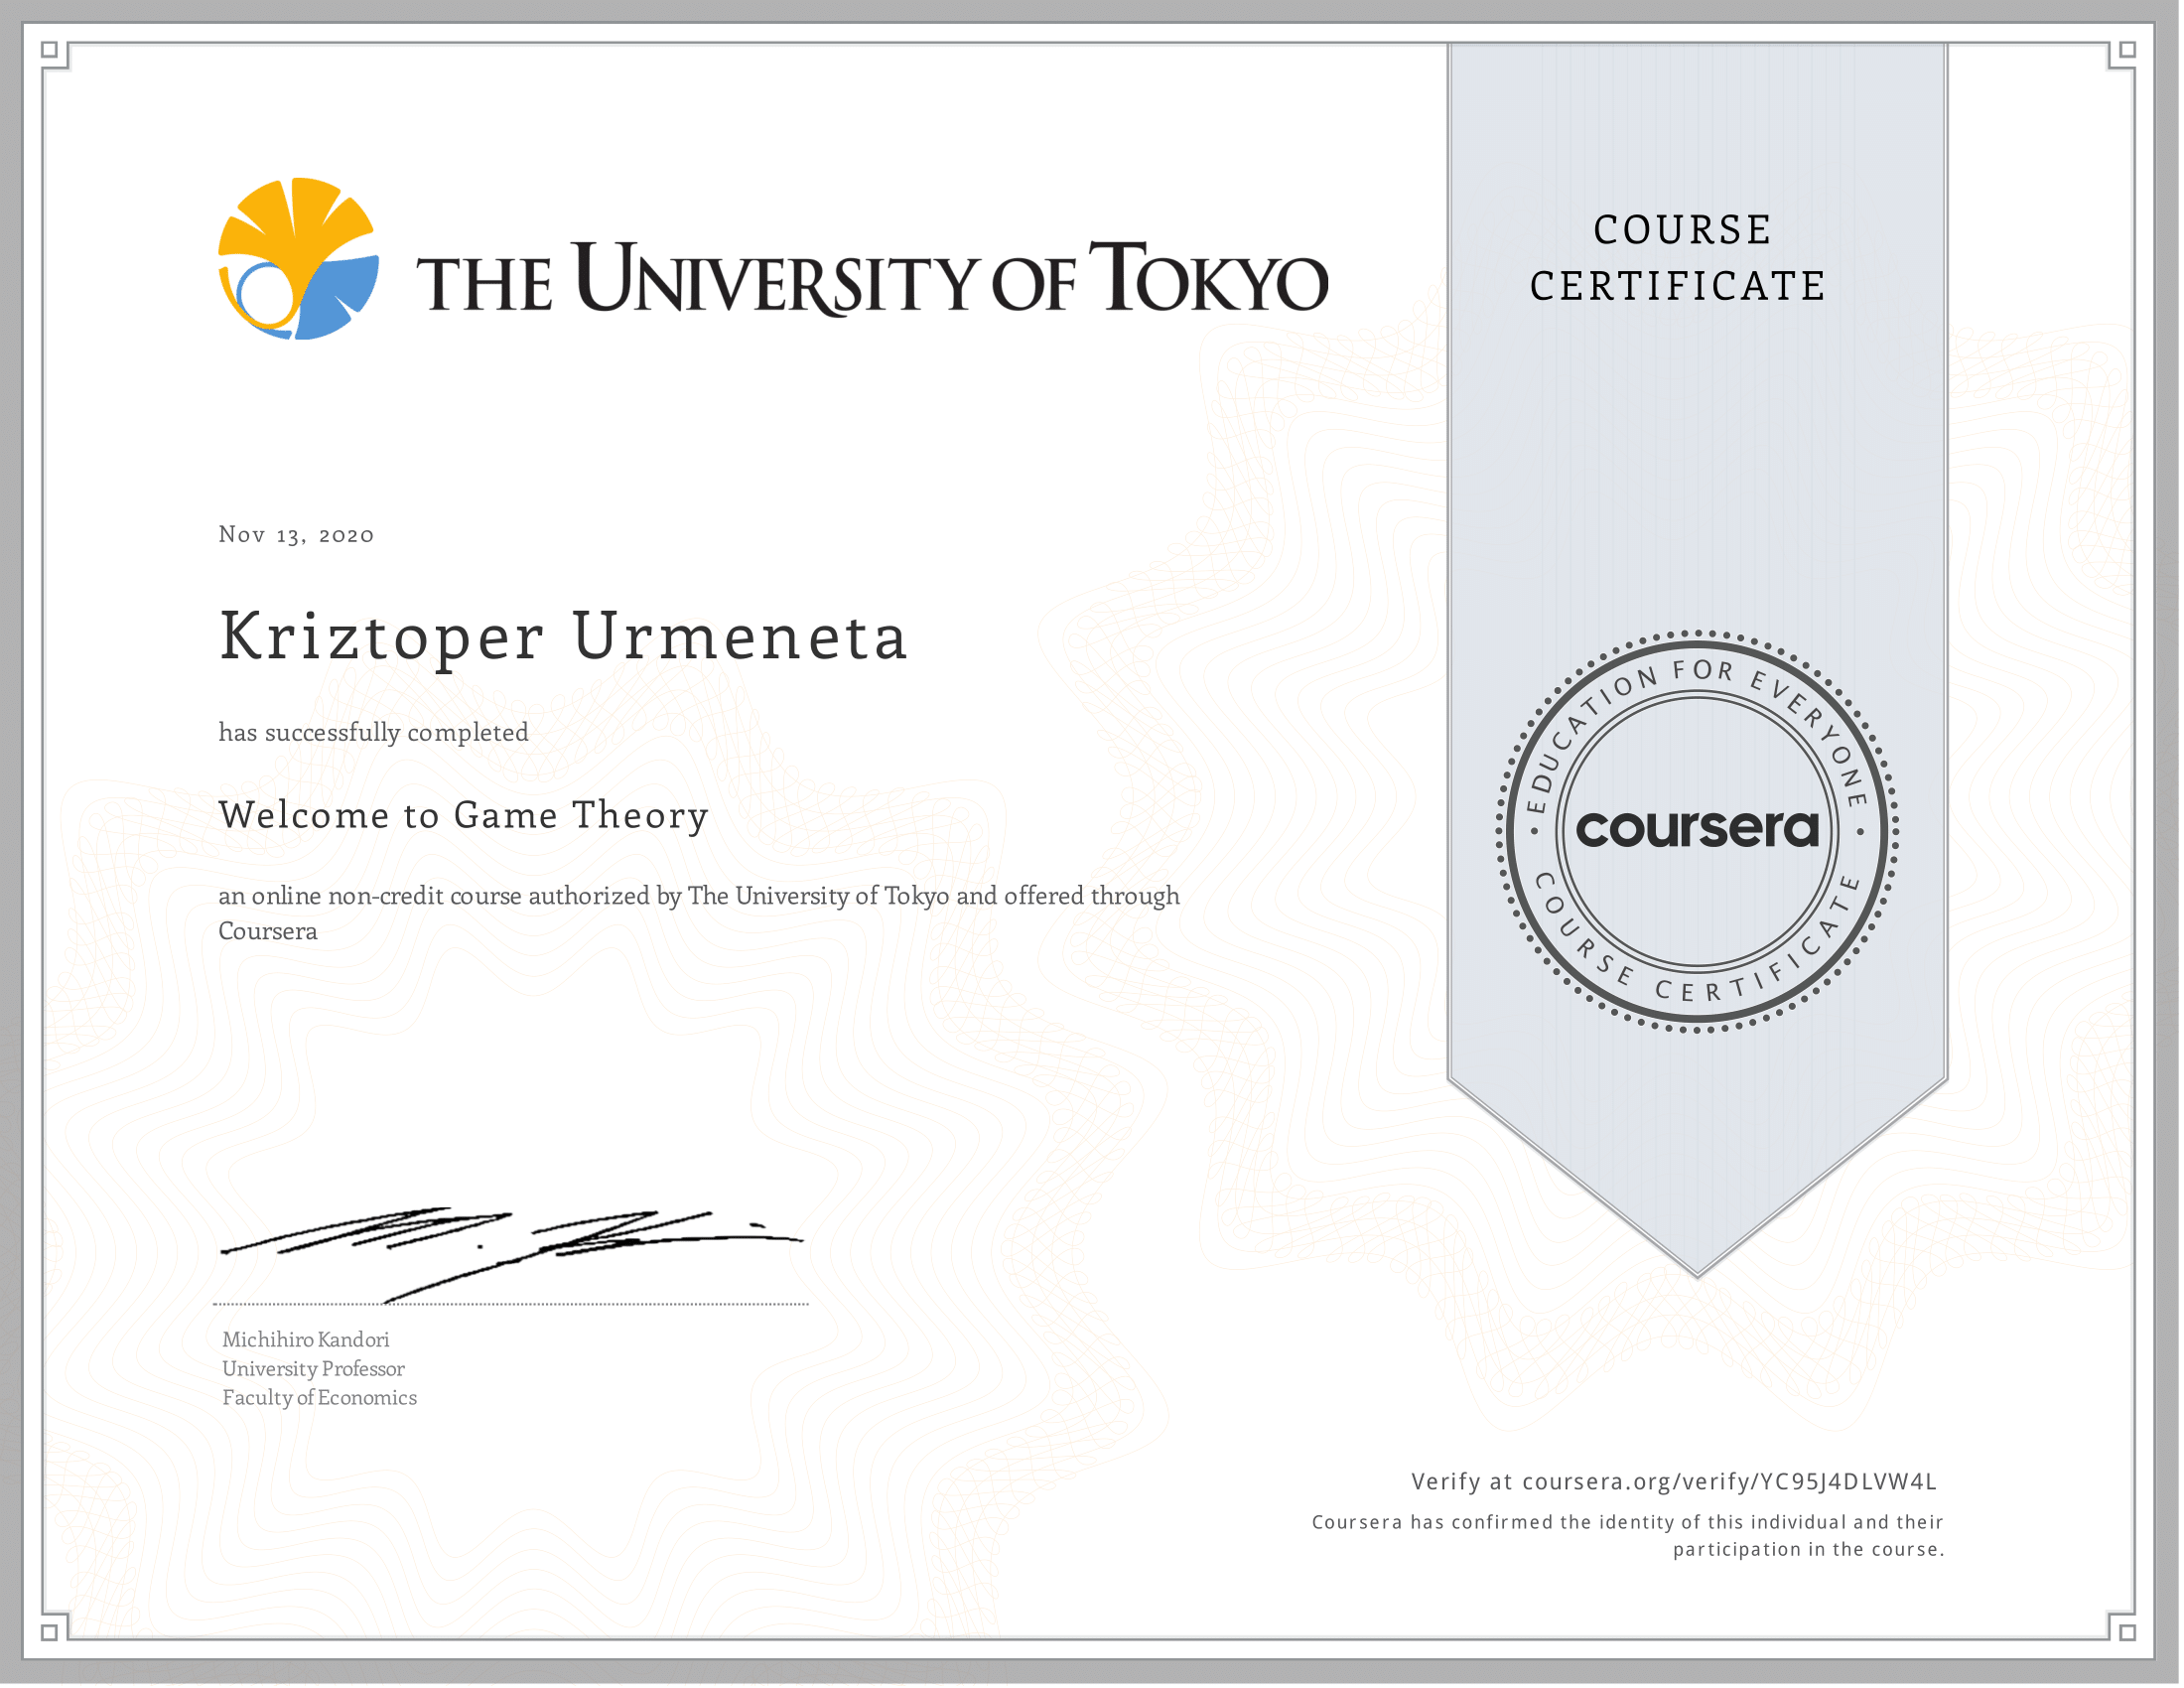 THE UNIVERSITY OF TOKYO
COURSE
CERTIFICATE
Nov 13, 2020
Kriztoper Urmeneta
has successfully completed
Welcome to Game Theory
an online non-credit course authorized by The University of Tokyo and offered through
Coursera
EDUCATION FOR EVERYONE
coursera
COURSE CERTIFICATE
Michihiro Kandori
University Professor
Faculty of Economics
Verify at coursera.org/verify/YC95J4DLVW4L
Coursera has confirmed the identity of this individual and their
participation in the course.